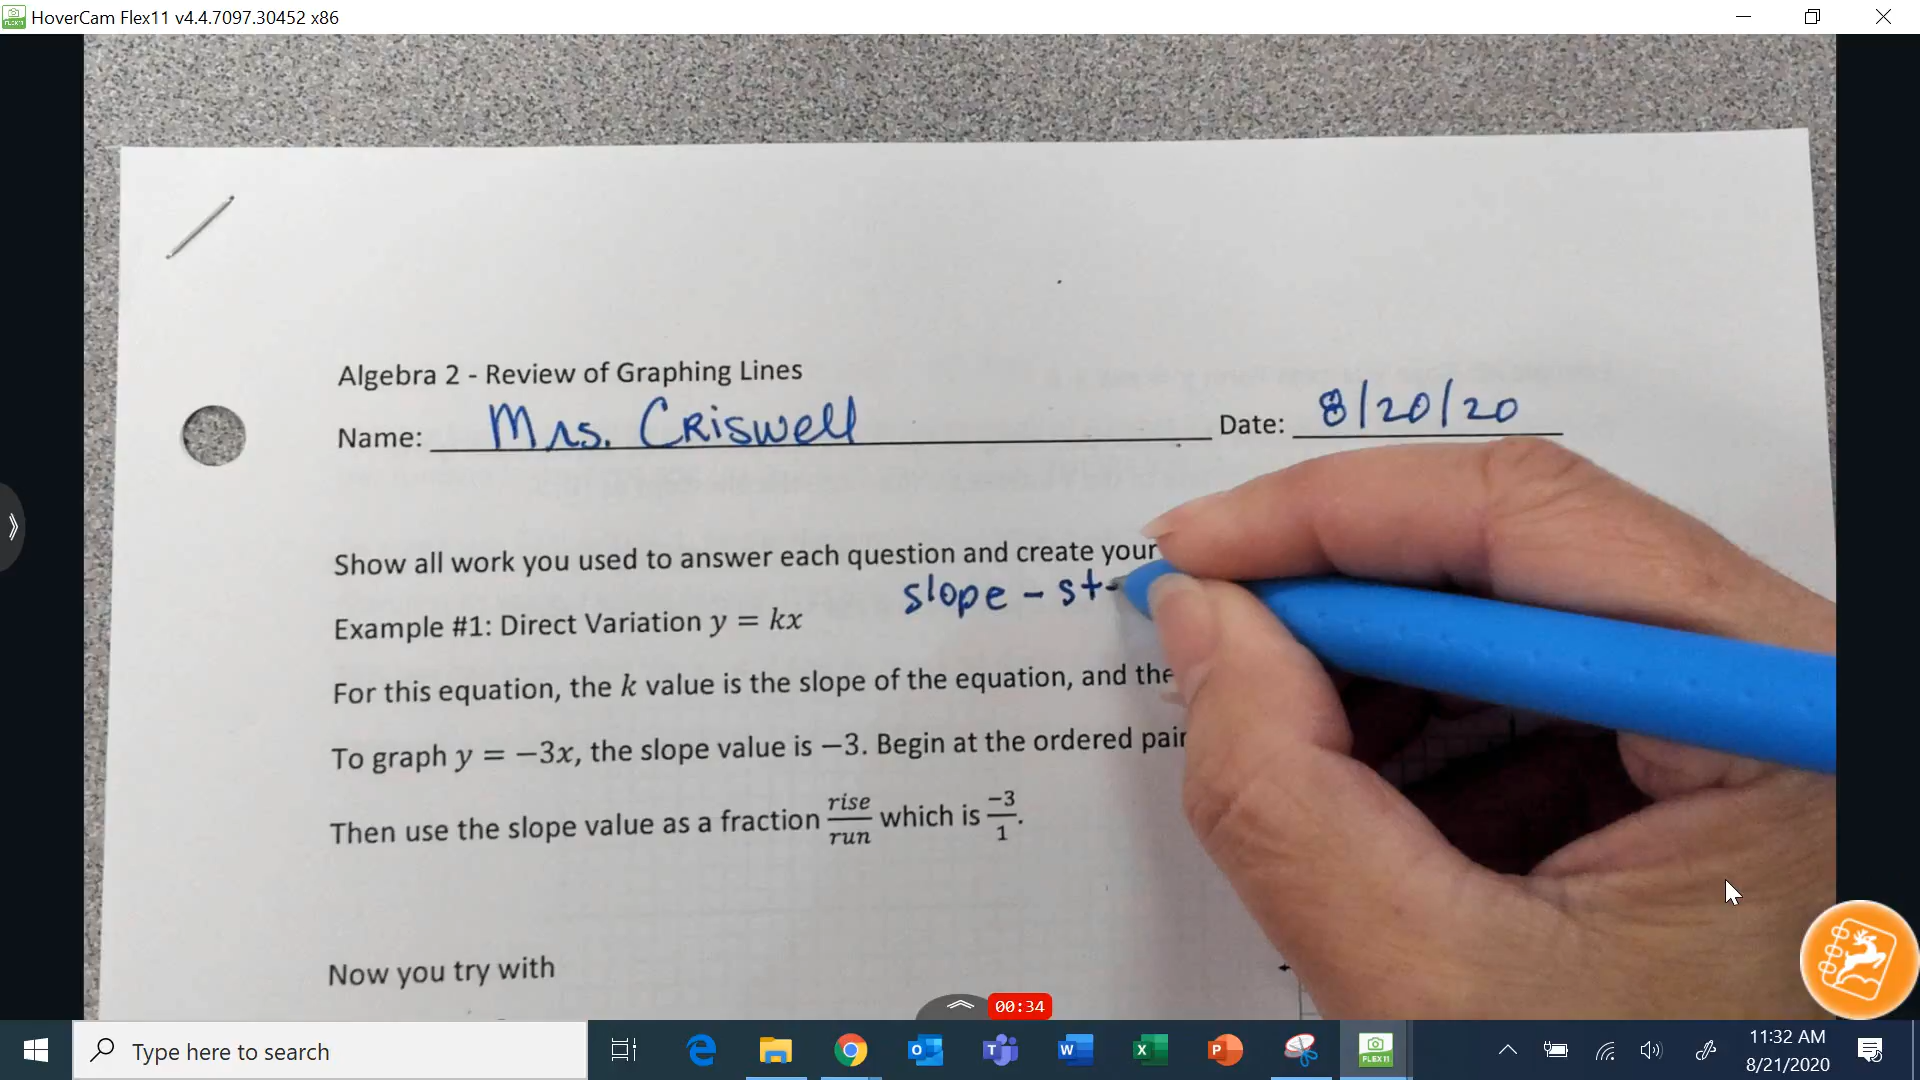 HoverCam Flex11 v4.4.7097.30452 x86
Algebra 2 - Review of Graphing Lines
Name: Mrs. Criswell Date: 8/20/20
Show all work you used to answer each question and create your
slope - st
Example #1: Direct Variation y = kx
For this equation, the k value is the slope of the equation, and the
To graph y = −3x, the slope value is −3. Begin at the ordered pair
Then use the slope value as a fraction rise/run which is −3/1.
Now you try with
00:34
Type here to search
11:32 AM
8/21/2020
FLEX11